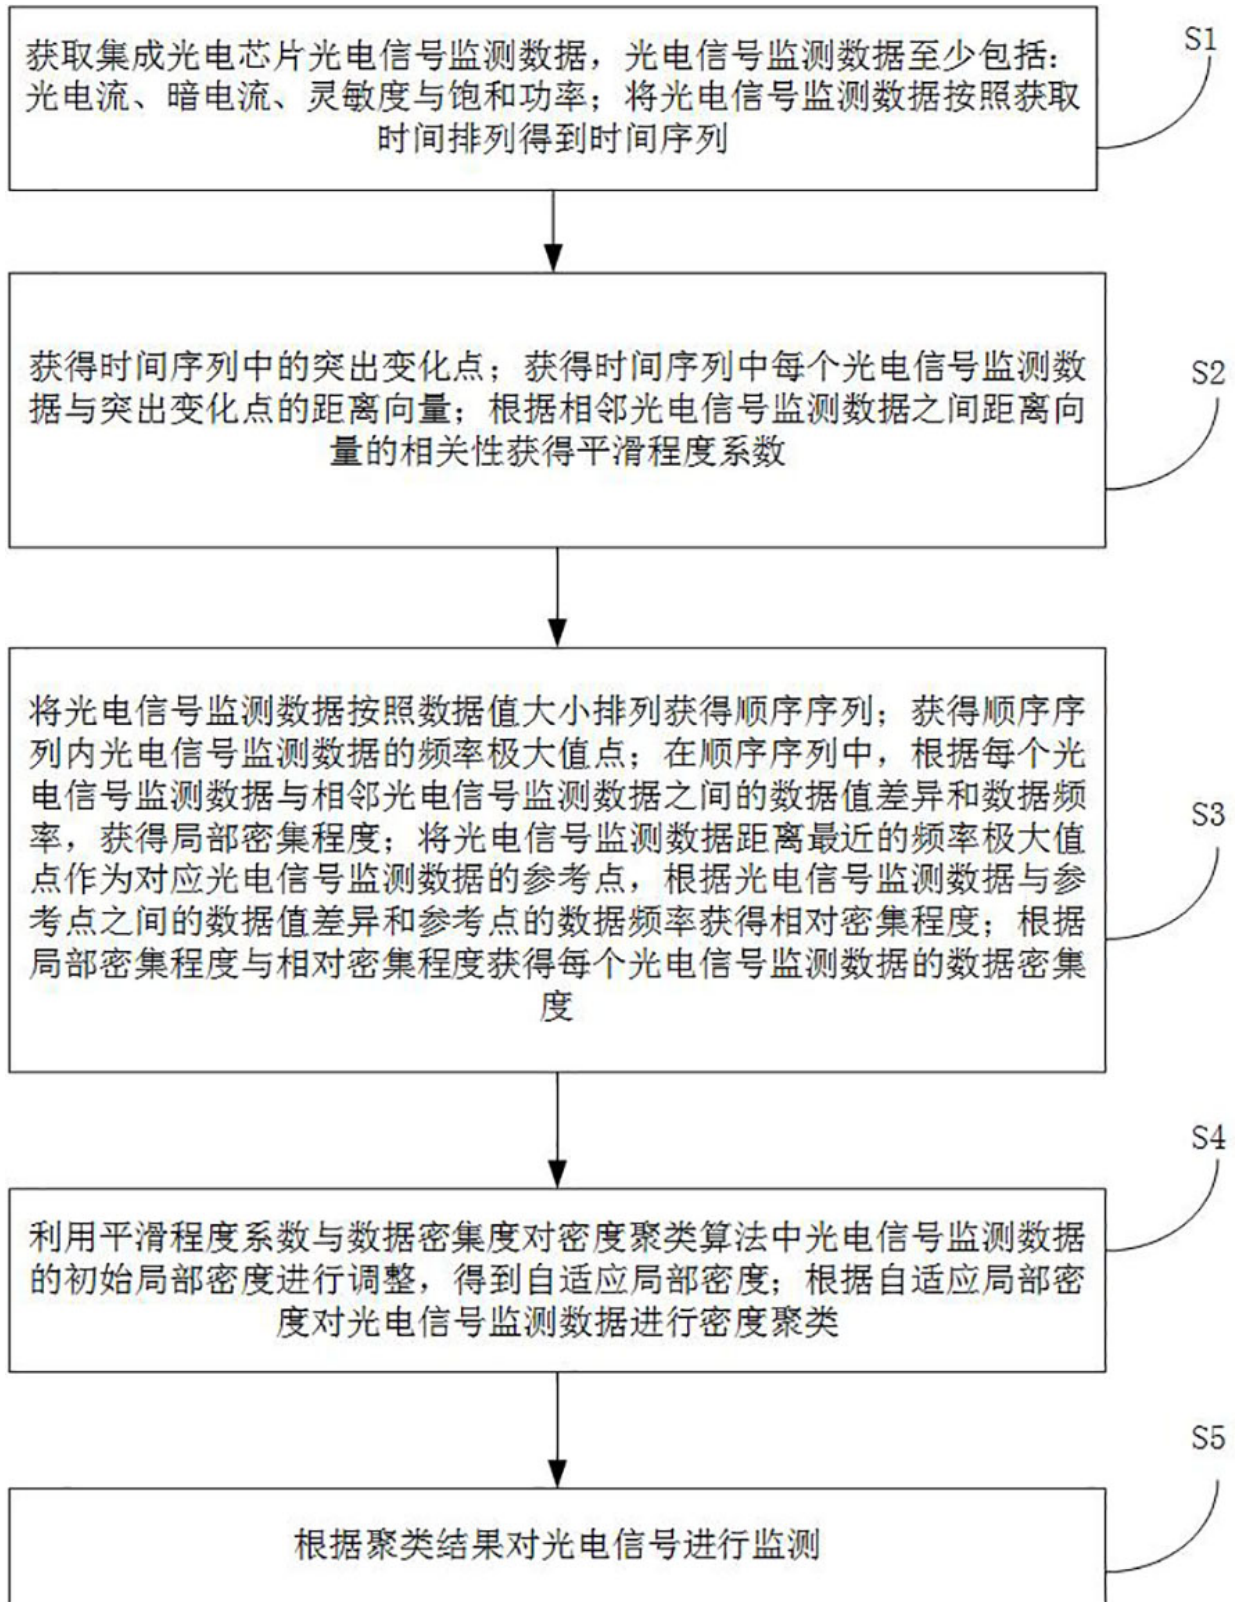 获取集成光电芯片光电信号监测数据，光电信号监测数据至少包括：
光电流、暗电流、灵敏度与饱和功率；将光电信号监测数据按照获取
时间排列得到时间序列
S1
获得时间序列中的突出变化点；获得时间序列中每个光电信号监测数
据与突出变化点的距离向量；根据相邻光电信号监测数据之间距离向
量的相关性获得平滑程度系数
S2
将光电信号监测数据按照数据值大小排列获得顺序序列；获得顺序序
列内光电信号监测数据的频率极大值点；在顺序序列中，根据每个光
电信号监测数据与相邻光电信号监测数据之间的数据值差异和数据频
率，获得局部密集程度；将光电信号监测数据距离最近的频率极大值
点作为对应光电信号监测数据的参考点，根据光电信号监测数据与参
考点之间的数据值差异和参考点的数据频率获得相对密集程度；根据
局部密集程度与相对密集程度获得每个光电信号监测数据的数据密集
度
S3
利用平滑程度系数与数据密集度对密度聚类算法中光电信号监测数据
的初始局部密度进行调整，得到自适应局部密度；根据自适应局部密
度对光电信号监测数据进行密度聚类
S4
根据聚类结果对光电信号进行监测
S5